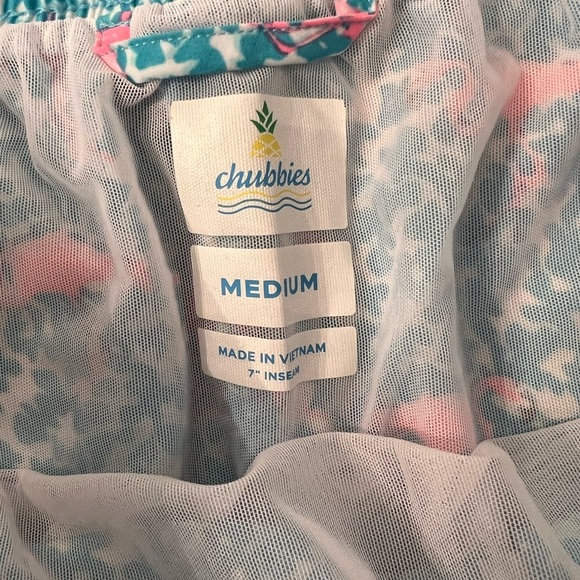 chubbies
MEDIUM
MADE IN VIETNAM
7" INSEAM